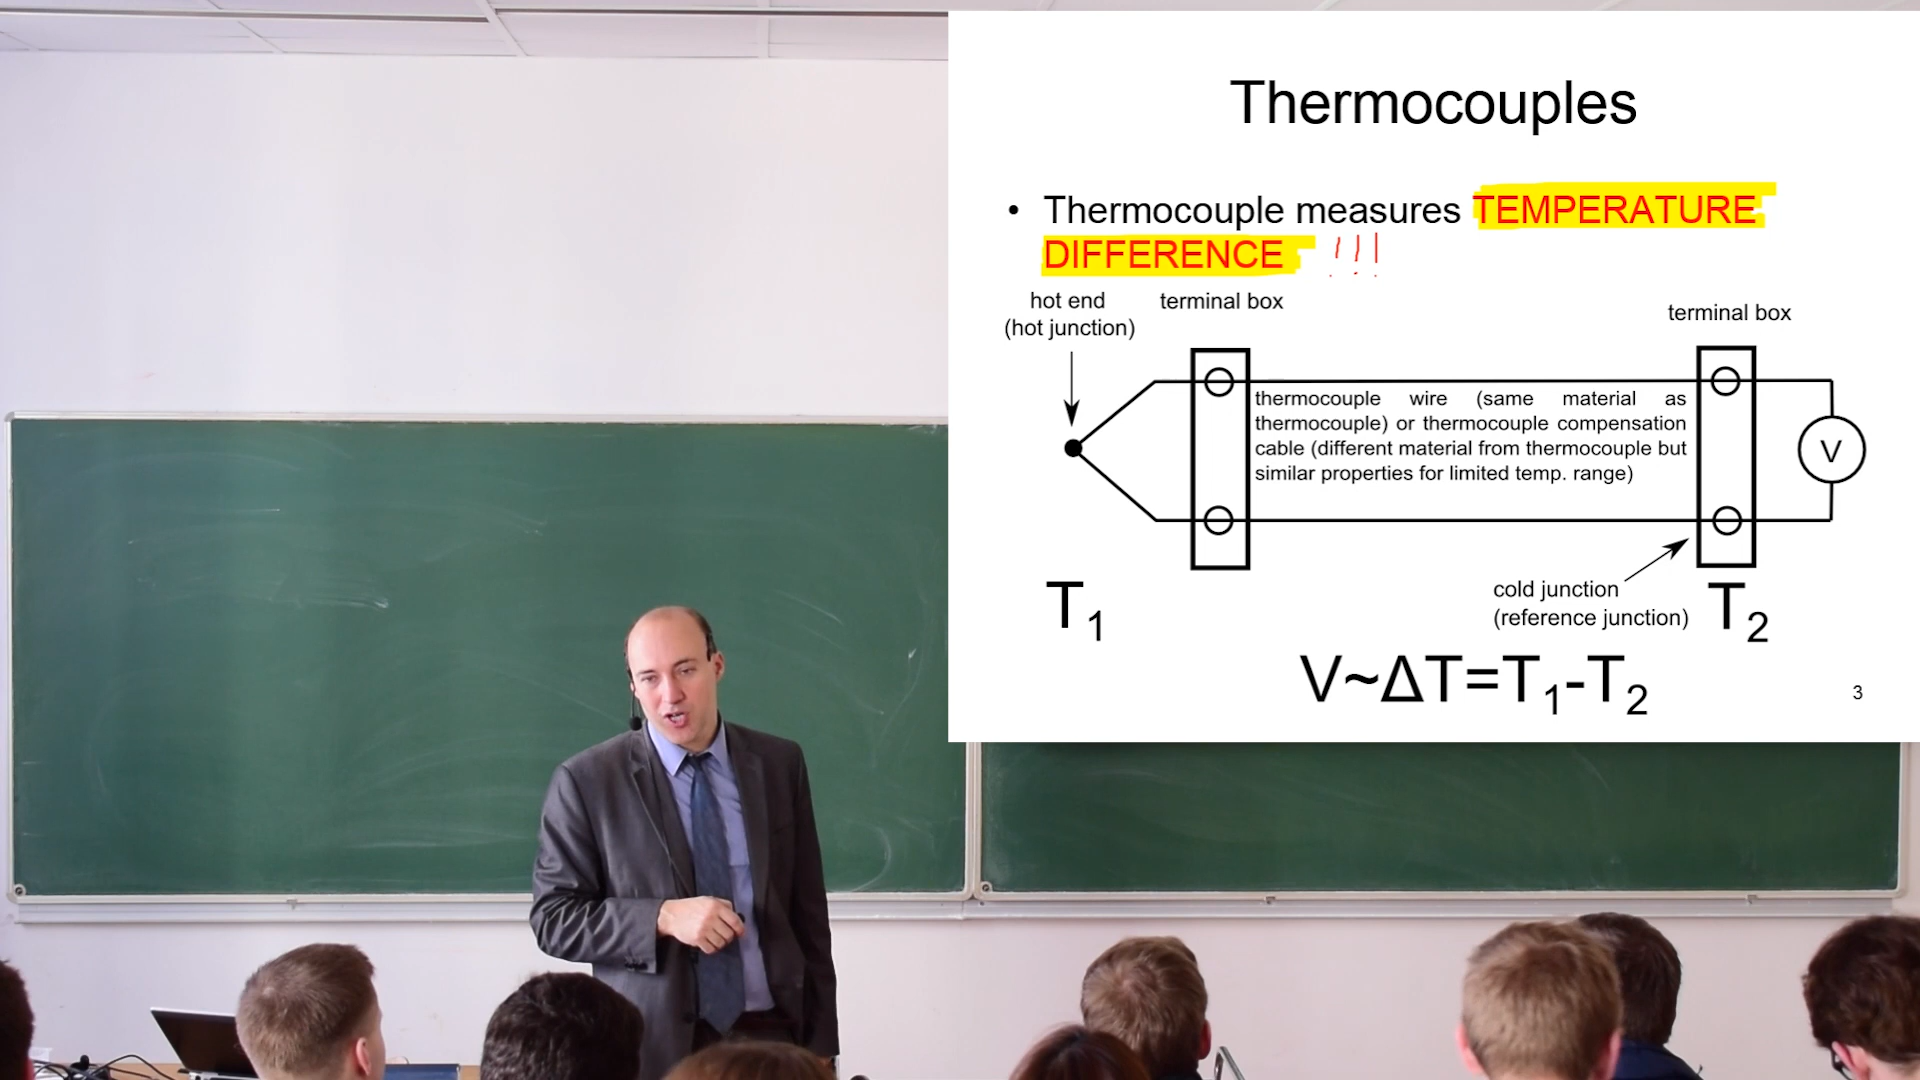 Thermocouples
• Thermocouple measures TEMPERATURE
DIFFERENCE !!!
hot end
(hot junction)
terminal box
terminal box
thermocouple wire (same material as
thermocouple) or thermocouple compensation
cable (different material from thermocouple but
similar properties for limited temp. range)
V
cold junction
(reference junction)
T₁
T₂
V~ΔT=T₁-T₂
3